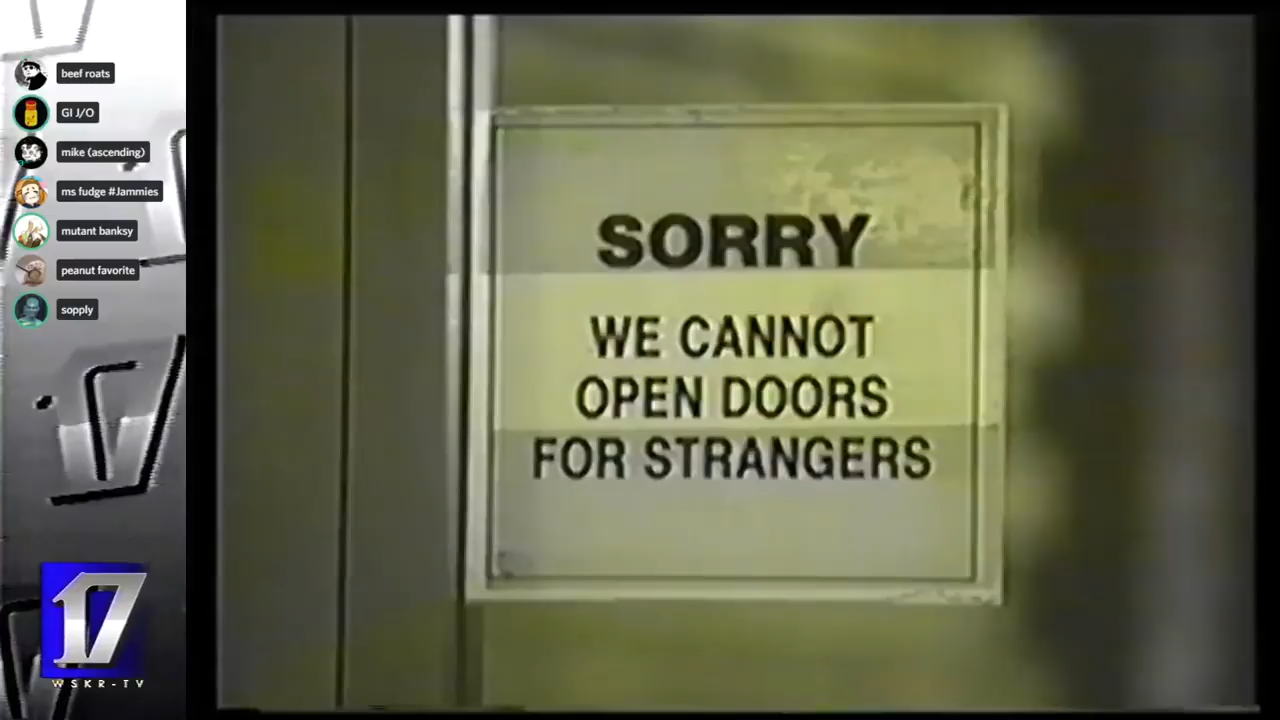 beef roats
GI J/O
mike (ascending)
ms fudge #Jammies
mutant banksy
peanut favorite
sopply
17
WSKR-TV
SORRY
WE CANNOT
OPEN DOORS
FOR STRANGERS